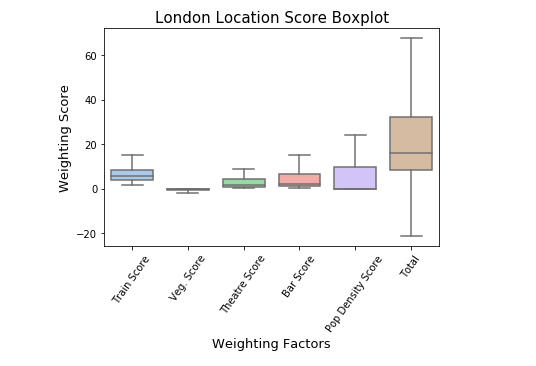 London Location Score Boxplot
Weighting Score
60
40
20
0
−20
Train Score
Veg. Score
Theatre Score
Bar Score
Pop Density Score
Total
Weighting Factors